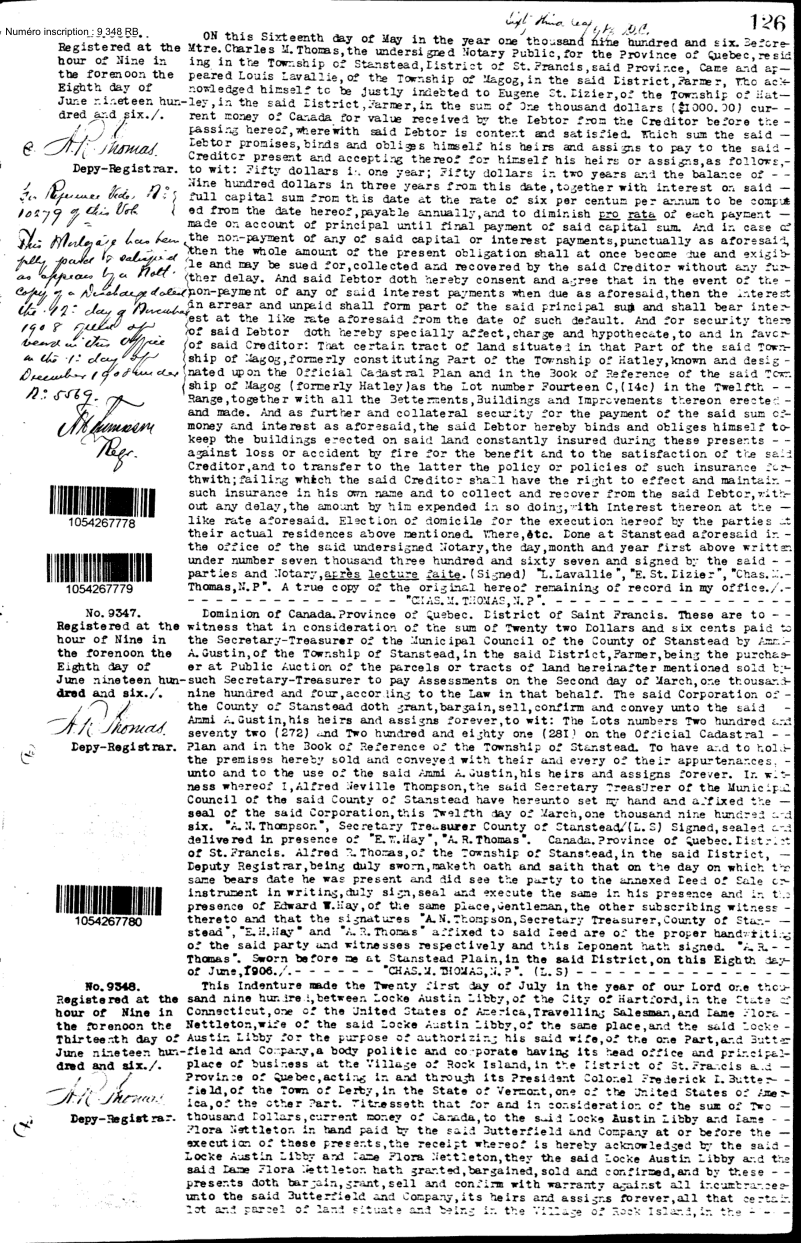 126
Numéro inscription : 9 348 RB
Registered at the
hour of Nine in
the forenoon the
Eighth day of
June nineteen hun-
dred and six./.
A.R. Thomas.
Depy-Registrar.
For Reference Vide. No:
10279 of this Vol
This Mortgage has been
fully paid & satisfied
as appears by a Notl.
copy of a Discharge dated
the 12: day of
1908
in the 1: day of
December 1908 under
No: 5569.
Regr.
1054267778
1054267779
ON this Sixteenth day of May in the year one thousand nine hundred and six. Before-
Mtre. Charles M. Thomas, the undersigned Notary Public, for the Province of Quebec, resid
ing in the Township of Stanstead, District of St. Francis, said Province, Came and ap-
peared Louis Lavallie, of the Township of Magog, in the said District, Farmer, Who ack-
nowledged himself to be justly indebted to Eugene St. Dizier, of the Township of Hat-
ley, in the said District, Farmer, in the sum of One thousand dollars ($1000.00) cur-
rent money of Canada for value received by the Debtor from the Creditor before the -
passing hereof, wherewith said Debtor is content and satisfied. Which sum the said -
Debtor promises, binds and obliges himself his heirs and assigns to pay to the said -
Creditor present and accepting thereof for himself his heirs or assigns, as follows, -
to wit: Fifty dollars in one year; Fifty dollars in two years and the balance of - -
Nine hundred dollars in three years from this date, together with interest on said -
full capital sum from this date at the rate of six per centum per annum to be comput
ed from the date hereof, payable annually, and to diminish pro rata of each payment -
made on account of principal until final payment of said capital sum. And in case of
the non-payment of any of said capital or interest payments, punctually as aforesaid,
then the whole amount of the present obligation shall at once become due and exigib-
le and may be sued for, collected and recovered by the said Creditor without any fur-
ther delay. And said Debtor doth hereby consent and agree that in the event of the -
non-payment of any of said interest payments when due as aforesaid, then the interest
in arrear and unpaid shall form part of the said principal sum and shall bear inter-
est at the like rate aforesaid from the date of such default. And for security there
of said Debtor doth hereby specially affect, charge and hypothecate, to and in favor
of said Creditor: That certain tract of land situated in that Part of the said Town-
ship of Magog, formerly constituting Part of the Township of Hatley, known and desig -
nated upon the Official Cadastral Plan and in the Book of Reference of the said Town
ship of Magog (formerly Hatley) as the Lot number Fourteen C, (14c) in the Twelfth - -
Range, together with all the Betterments, Buildings and Improvements thereon erected -
and made. And as further and collateral security for the payment of the said sum of-
money and interest as aforesaid, the said Debtor hereby binds and obliges himself to-
keep the buildings erected on said land constantly insured during these presents - -
against loss or accident by fire for the benefit and to the satisfaction of the said
Creditor, and to transfer to the latter the policy or policies of such insurance for-
thwith; failing which the said Creditor shall have the right to effect and maintain -
such insurance in his own name and to collect and recover from the said Debtor, with-
out any delay, the amount by him expended in so doing, with Interest thereon at the -
like rate aforesaid. Election of domicile for the execution hereof by the parties at
their actual residences above mentioned. Where, &tc. Done at Stanstead aforesaid in -
the office of the said undersigned Notary, the day, month and year first above written
under number seven thousand three hundred and sixty seven and signed by the said -
parties and Notary, après lecture faite. (Signed) "L. Lavallie", "E. St. Dizier", "Chas. M.-
Thomas, N.P". A true copy of the original hereof remaining of record in my office./.-
"CHAS. M. THOMAS, N.P".
No. 9347.
Registered at the
hour of Nine in
the forenoon the
Eighth day of
June nineteen hun-
dred and six./.
A.R. Thomas.
Depy-Registrar.
1054267780
Dominion of Canada. Province of Quebec. District of Saint Francis. These are to - -
witness that in consideration of the sum of Twenty two Dollars and six cents paid to
the Secretary-Treasurer of the Municipal Council of the County of Stanstead by Ammi-
A. Gustin, of the Township of Stanstead, in the said District, Farmer, being the purchas-
er at Public Auction of the parcels or tracts of land hereinafter mentioned sold by-
such Secretary-Treasurer to pay Assessments on the Second day of March, one thousand-
nine hundred and four, according to the Law in that behalf. The said Corporation of -
the County of Stanstead doth grant, bargain, sell, confirm and convey unto the said -
Ammi A. Gustin, his heirs and assigns forever, to wit: The Lots numbers Two hundred and
seventy two (272) and Two hundred and eighty one (281) on the Official Cadastral - -
Plan and in the Book of Reference of the Township of Stanstead. To have and to hold-
the premises hereby sold and conveyed with their and every of their appurtenances, -
unto and to the use of the said Ammi A. Gustin, his heirs and assigns forever. In wit-
ness whereof I, Alfred Neville Thompson, the said Secretary Treasurer of the Municipal
Council of the said County of Stanstead have hereunto set my hand and affixed the -
seal of the said Corporation, this Twelfth day of March, one thousand nine hundred and
six. "A. N. Thompson", Secretary Treasurer County of Stanstead/(L.S) Signed, sealed and
delivered in presence of "E. W. Hay", "A. R. Thomas". Canada. Province of Quebec. District
of St. Francis. Alfred R. Thomas, of the Township of Stanstead, in the said District, -
Deputy Registrar, being duly sworn, maketh oath and saith that on the day on which the
same bears date he was present and did see the party to the annexed Deed of Sale or-
instrument in writing, duly sign, seal and execute the same in his presence and in the
presence of Edward W. Hay, of the same place, Gentleman, the other subscribing witness -
thereto and that the signatures "A. N. Thompson, Secretary Treasurer, County of Stan- -
stead", "E. H. Hay" and "A. R. Thomas" affixed to said Deed are of the proper handwriting
of the said party and witnesses respectively and this Deponent hath signed. "A. R. - -
Thomas". Sworn before me at Stanstead Plain, in the said District, on this Eighth day-
of June, 1906./.- - - - - - "CHAS. M. THOMAS, N. P". (L.S) - - - - - - - - - - - -
No. 9348.
Registered at the
hour of Nine in
the forenoon the
Thirteenth day of
June nineteen hun-
dred and six./.
A.R. Thomas.
Depy-Registrar.
This Indenture made the Twenty first day of July in the year of our Lord one thou-
sand nine hundred, between Locke Austin Libby, of the City of Hartford, in the State of
Connecticut, one of the United States of America, Travelling Salesman, and Dame Flora -
Nettleton, wife of the said Locke Austin Libby, of the same place, and the said Locke -
Austin Libby for the purpose of authorizing his said wife, of the one Part, and Butter
field and Company, a body politic and corporate having its head office and principal-
place of business at the Village of Rock Island, in the District of St. Francis and -
Province of Quebec, acting in and through its President Colonel Frederick D. Butter- -
field, of the Town of Derby, in the State of Vermont, one of the United States of Amer-
ica, of the other Part. Witnesseth that for and in consideration of the sum of Two -
thousand Dollars, current money of Canada, to the said Locke Austin Libby and Dame -
Flora Nettleton in hand paid by the said Butterfield and Company at or before the -
execution of these presents, the receipt whereof is hereby acknowledged by the said -
Locke Austin Libby and Dame Flora Nettleton, they the said Locke Austin Libby and the
said Dame Flora Nettleton hath granted, bargained, sold and confirmed, and by these - -
presents doth bargain, grant, sell and confirm with warranty against all incumbrances-
unto the said Butterfield and Company, its heirs and assigns forever, all that certain
lot and parcel of land situate and being in the Village of Rock Island, in the - - - -